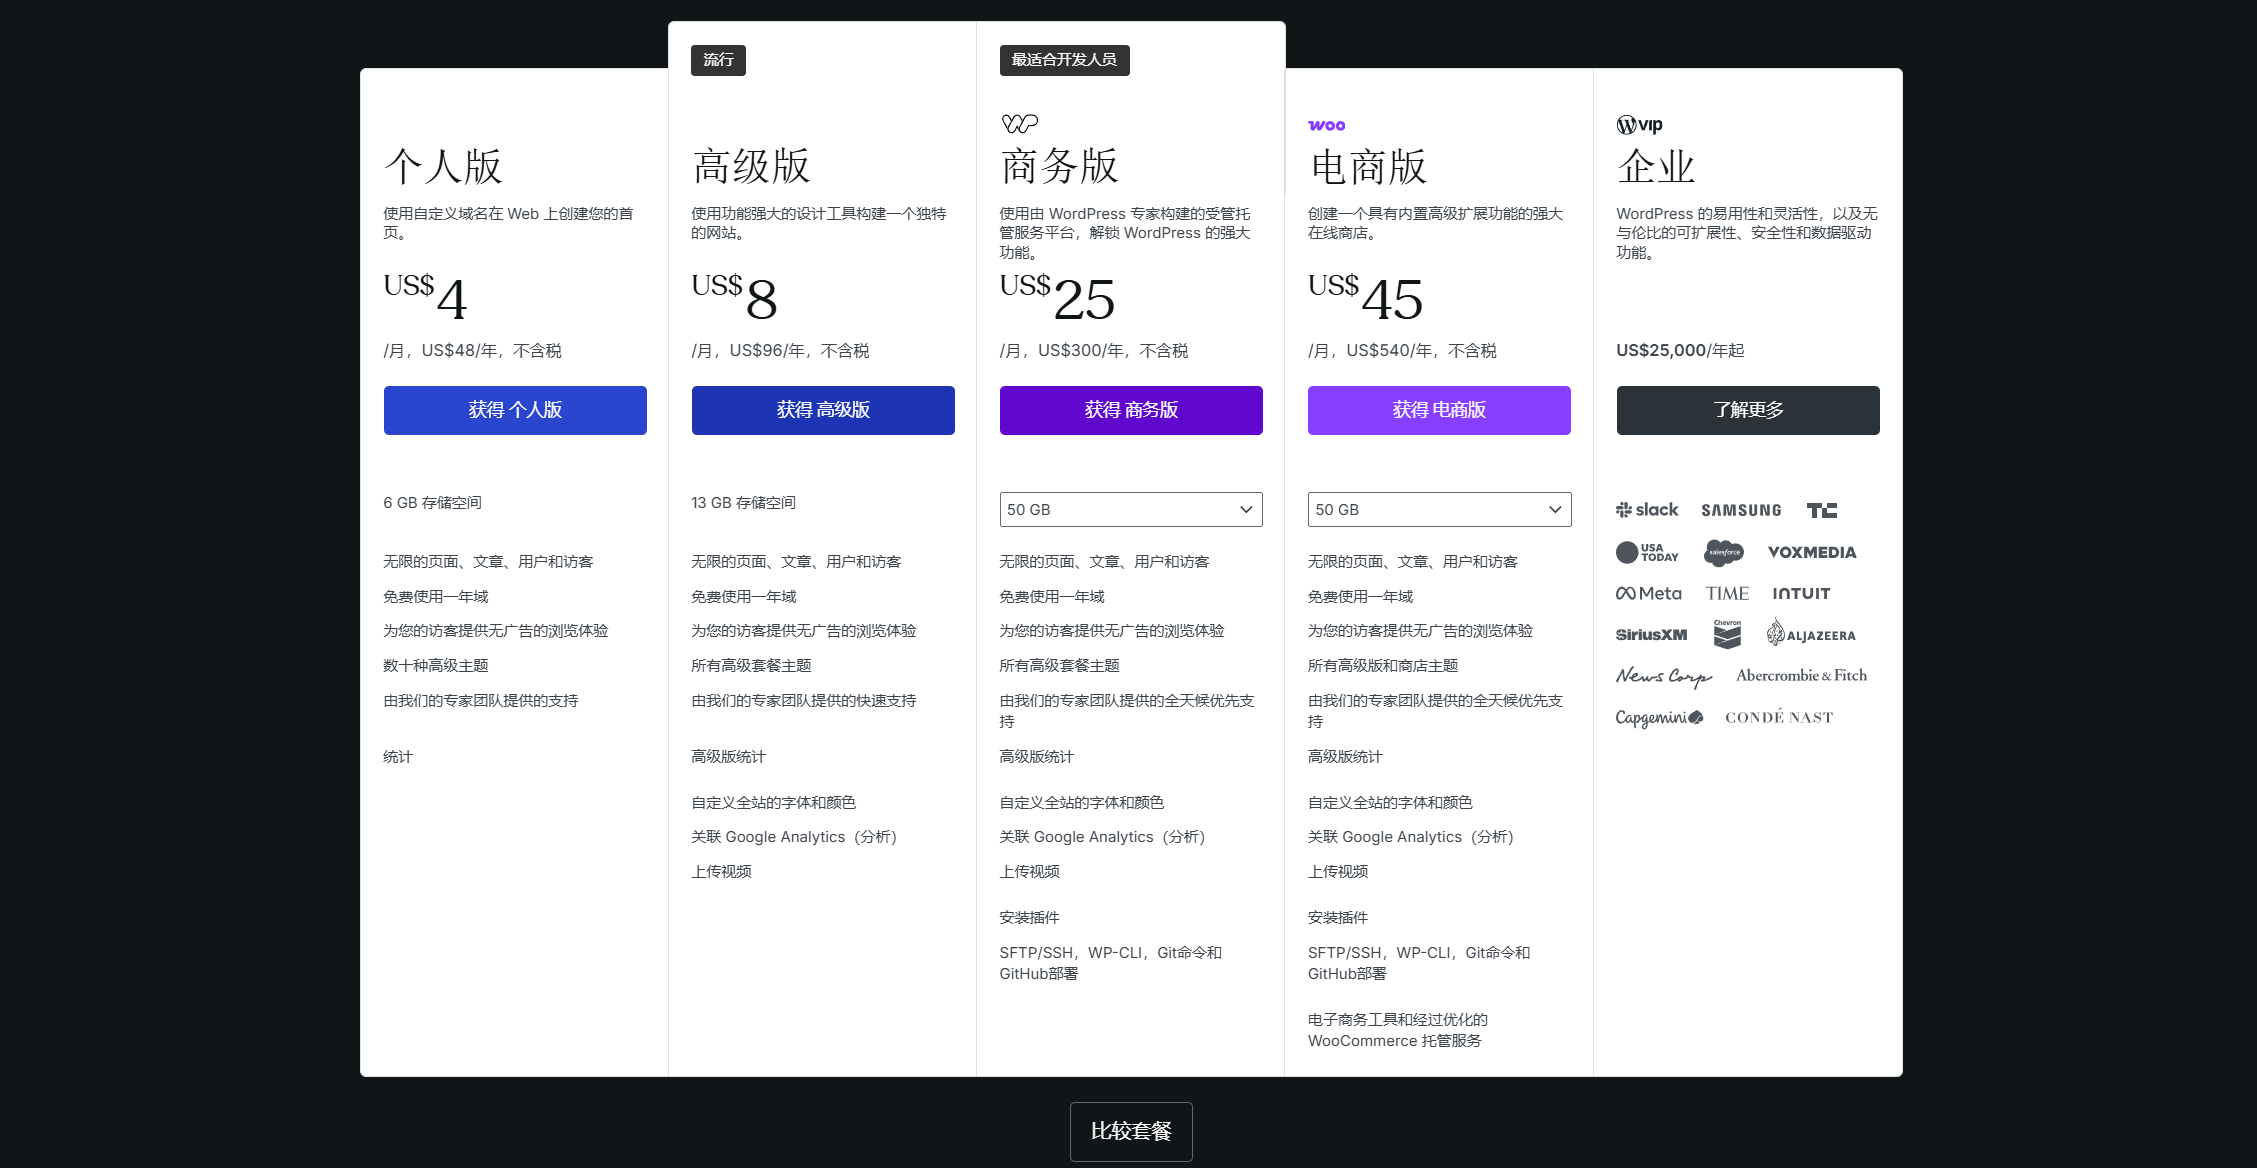 流行
最适合开发人员
个人版
使用自定义域名在 Web 上创建您的首
页。
US$4
/月，US$48/年，不含税
获得 个人版
6 GB 存储空间
无限的页面、文章、用户和访客
免费使用一年域
为您的访客提供无广告的浏览体验
数十种高级主题
由我们的专家团队提供的支持
统计
高级版
使用功能强大的设计工具构建一个独特
的网站。
US$8
/月，US$96/年，不含税
获得 高级版
13 GB 存储空间
无限的页面、文章、用户和访客
免费使用一年域
为您的访客提供无广告的浏览体验
所有高级套餐主题
由我们的专家团队提供的快速支持
高级版统计
自定义全站的字体和颜色
关联 Google Analytics（分析）
上传视频
WP
商务版
使用由 WordPress 专家构建的受管托
管服务平台，解锁 WordPress 的强大
功能。
US$25
/月，US$300/年，不含税
获得 商务版
50 GB
无限的页面、文章、用户和访客
免费使用一年域
为您的访客提供无广告的浏览体验
所有高级套餐主题
由我们的专家团队提供的全天候优先支
持
高级版统计
自定义全站的字体和颜色
关联 Google Analytics（分析）
上传视频
安装插件
SFTP/SSH，WP-CLI，Git命令和
GitHub部署
woo
电商版
创建一个具有内置高级扩展功能的强大
在线商店。
US$45
/月，US$540/年，不含税
获得 电商版
50 GB
无限的页面、文章、用户和访客
免费使用一年域
为您的访客提供无广告的浏览体验
所有高级版和商店主题
由我们的专家团队提供的全天候优先支
持
高级版统计
自定义全站的字体和颜色
关联 Google Analytics（分析）
上传视频
安装插件
SFTP/SSH，WP-CLI，Git命令和
GitHub部署
电子商务工具和经过优化的
WooCommerce 托管服务
W vip
企业
WordPress 的易用性和灵活性，以及无
与伦比的可扩展性、安全性和数据驱动
功能。
US$25,000/年起
了解更多
slack SAMSUNG TC
USA TODAY salesforce VOXMEDIA
Meta TIME INTUIT
SiriusXM Chevron ALJAZEERA
News Corp Abercrombie & Fitch
Capgemini CONDÉ NAST
比较套餐